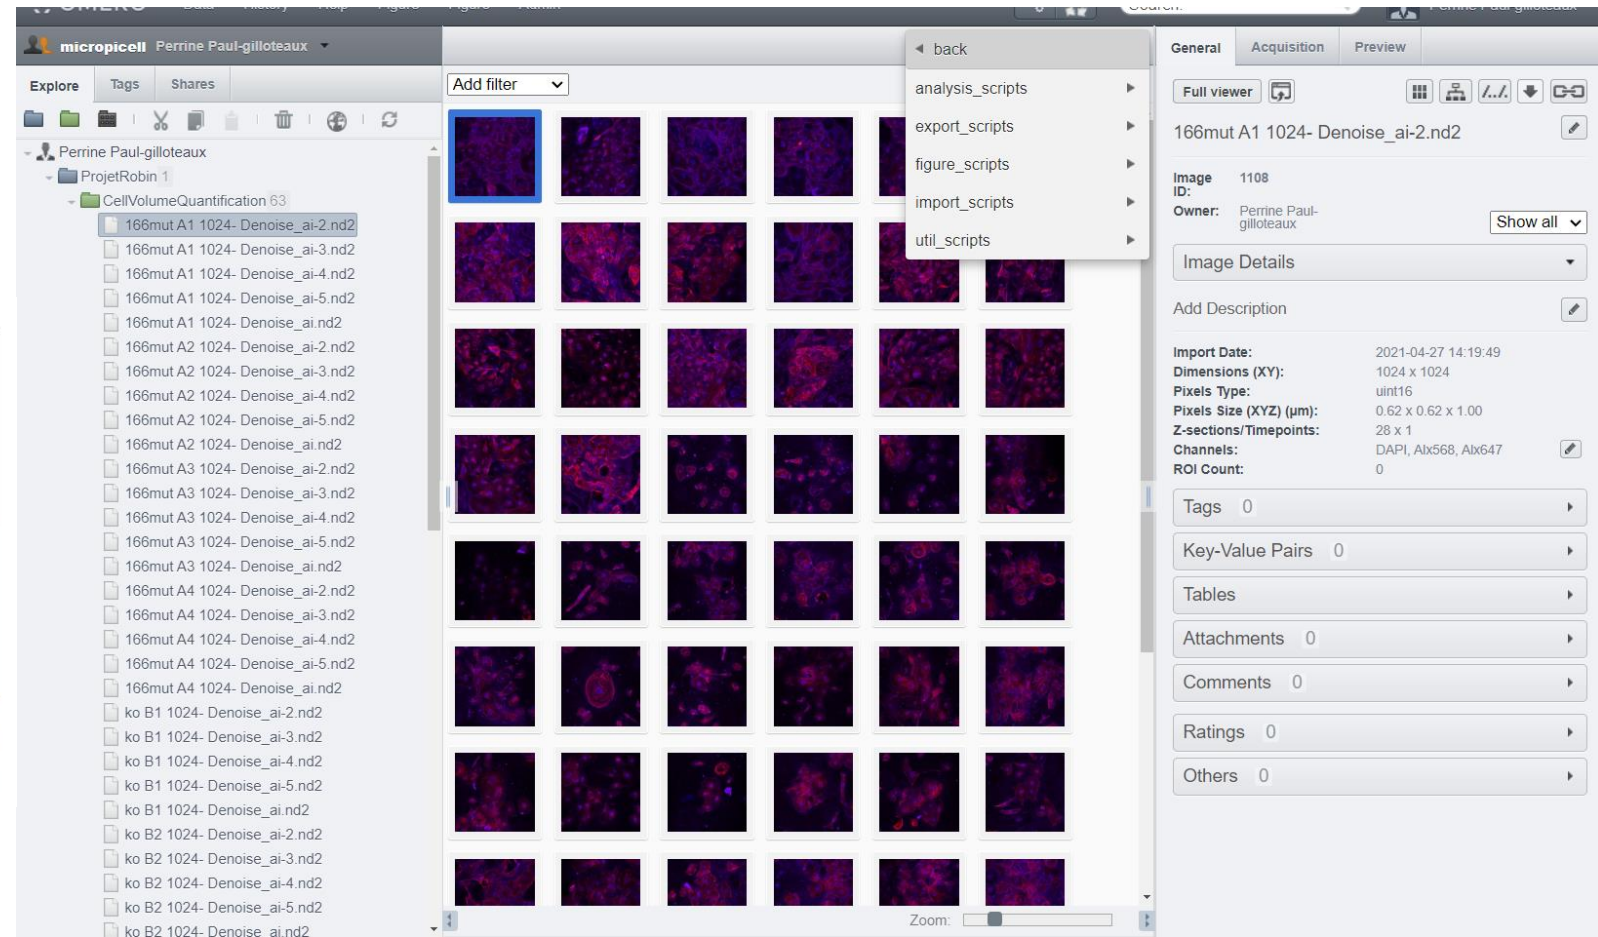 OMERO Data History Help Figure Figure Admin
Search:
Perrine Paul-gilloteaux
micropicell Perrine Paul-gilloteaux
Explore Tags Shares
Perrine Paul-gilloteaux
ProjetRobin 1
CellVolumeQuantification 63
166mut A1 1024- Denoise_ai-2.nd2
166mut A1 1024- Denoise_ai-3.nd2
166mut A1 1024- Denoise_ai-4.nd2
166mut A1 1024- Denoise_ai-5.nd2
166mut A1 1024- Denoise_ai.nd2
166mut A2 1024- Denoise_ai-2.nd2
166mut A2 1024- Denoise_ai-3.nd2
166mut A2 1024- Denoise_ai-4.nd2
166mut A2 1024- Denoise_ai-5.nd2
166mut A2 1024- Denoise_ai.nd2
166mut A3 1024- Denoise_ai-2.nd2
166mut A3 1024- Denoise_ai-3.nd2
166mut A3 1024- Denoise_ai-4.nd2
166mut A3 1024- Denoise_ai-5.nd2
166mut A3 1024- Denoise_ai.nd2
166mut A4 1024- Denoise_ai-2.nd2
166mut A4 1024- Denoise_ai-3.nd2
166mut A4 1024- Denoise_ai-4.nd2
166mut A4 1024- Denoise_ai-5.nd2
166mut A4 1024- Denoise_ai.nd2
ko B1 1024- Denoise_ai-2.nd2
ko B1 1024- Denoise_ai-3.nd2
ko B1 1024- Denoise_ai-4.nd2
ko B1 1024- Denoise_ai-5.nd2
ko B1 1024- Denoise_ai.nd2
ko B2 1024- Denoise_ai-2.nd2
ko B2 1024- Denoise_ai-3.nd2
ko B2 1024- Denoise_ai-4.nd2
ko B2 1024- Denoise_ai-5.nd2
ko B2 1024- Denoise_ai.nd2
Add filter
back
analysis_scripts
export_scripts
figure_scripts
import_scripts
util_scripts
Zoom:
General Acquisition Preview
Full viewer
/../.
166mut A1 1024- Denoise_ai-2.nd2
Image ID: 1108
Owner: Perrine Paul-
gilloteaux
Show all
Image Details
Add Description
Import Date: 2021-04-27 14:19:49
Dimensions (XY): 1024 x 1024
Pixels Type: uint16
Pixels Size (XYZ) (µm): 0.62 x 0.62 x 1.00
Z-sections/Timepoints: 28 x 1
Channels: DAPI, Alx568, Alx647
ROI Count: 0
Tags 0
Key-Value Pairs 0
Tables
Attachments 0
Comments 0
Ratings 0
Others 0